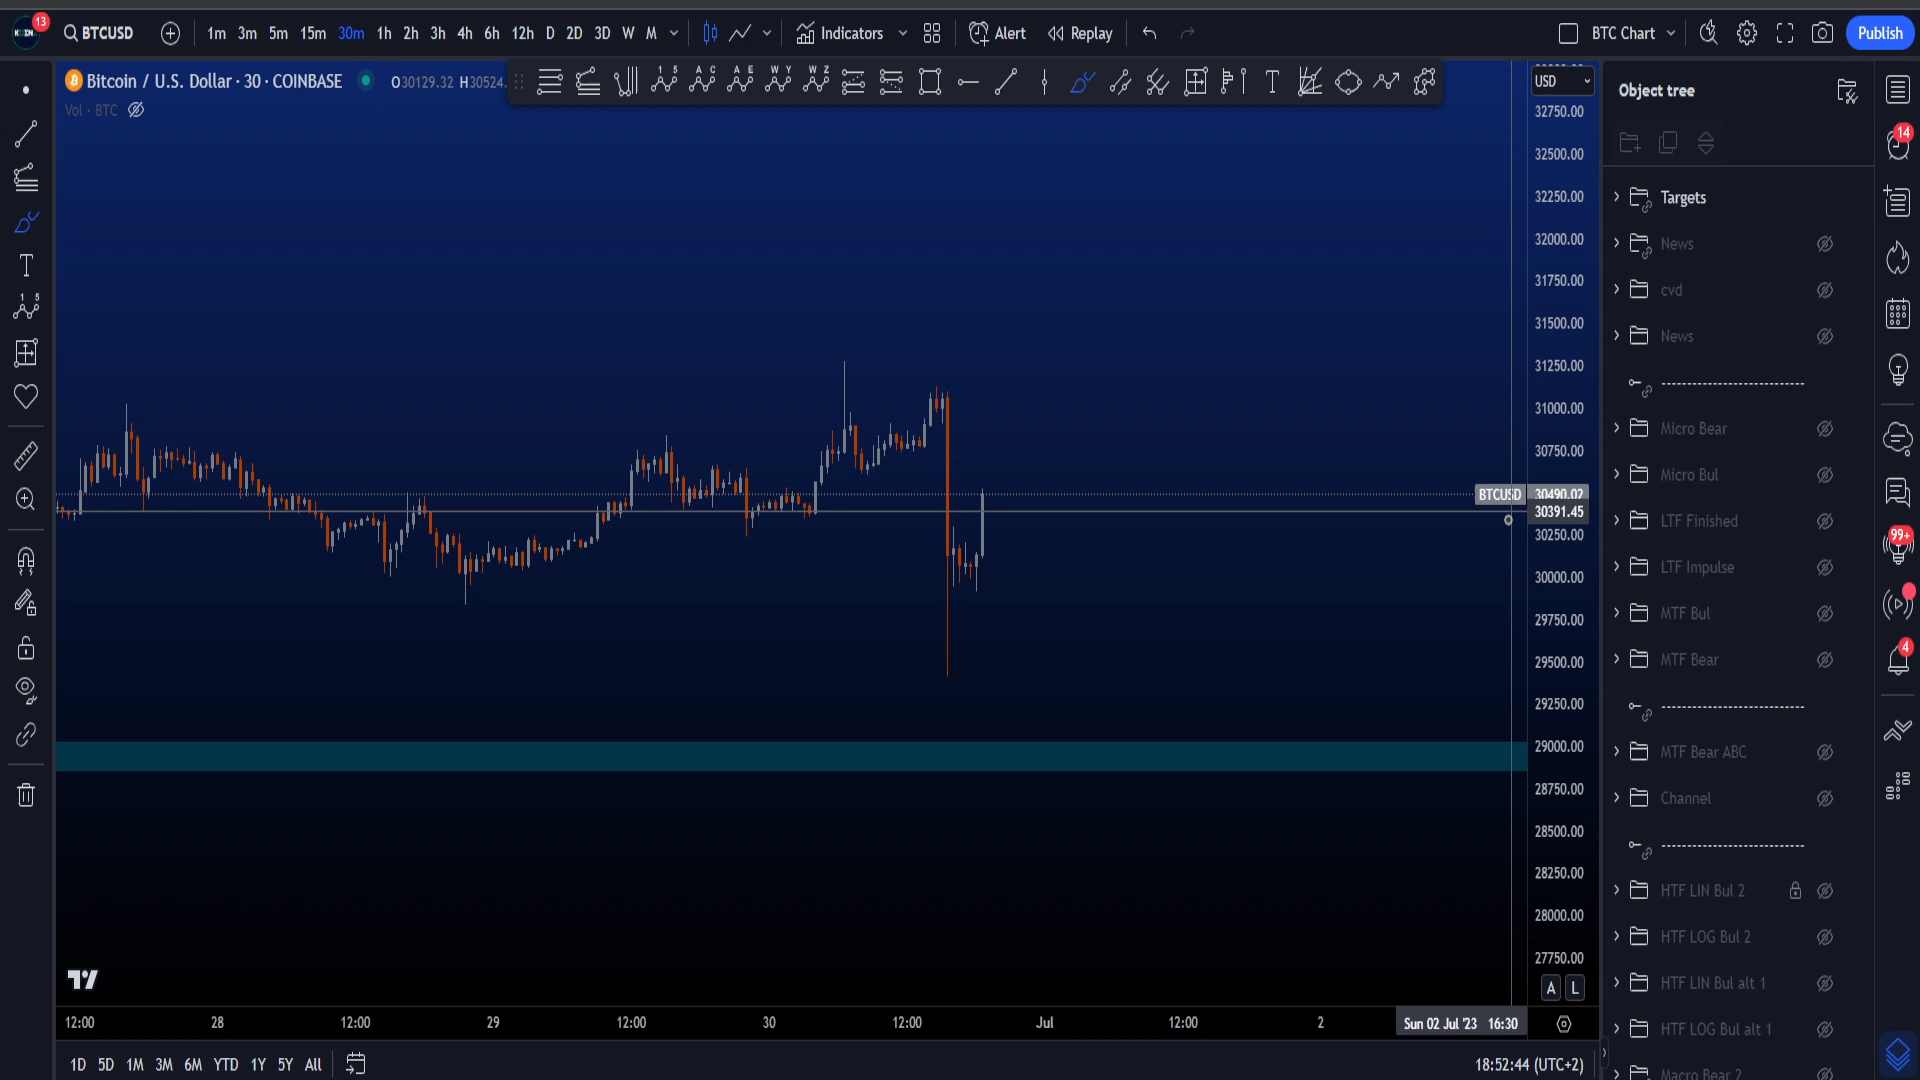 13
BTCUSD
1m 3m 5m 15m 30m 1h 2h 3h 4h 6h 12h D 2D 3D W M
Indicators
Alert
Replay
BTC Chart
Publish
Bitcoin / U.S. Dollar · 30 · COINBASE
O30129.32 H30524.
Vol · BTC
USD
32750.00
32500.00
32250.00
32000.00
31750.00
31500.00
31250.00
31000.00
30750.00
BTCUSD 30490.02
30391.45
30250.00
30000.00
29750.00
29500.00
29250.00
29000.00
28750.00
28500.00
28250.00
28000.00
27750.00
A L
12:00 28 12:00 29 12:00 30 12:00 Jul 12:00 2 Sun 02 Jul '23 16:30
1D 5D 1M 3M 6M YTD 1Y 5Y All
18:52:44 (UTC+2)
Object tree
Targets
News
cvd
News
----------------------------
Micro Bear
Micro Bul
LTF Finished
LTF Impulse
MTF Bul
MTF Bear
----------------------------
MTF Bear ABC
Channel
----------------------------
HTF LIN Bul 2
HTF LOG Bul 2
HTF LIN Bul alt 1
HTF LOG Bul alt 1
Macro Bear 2
14
99+
4